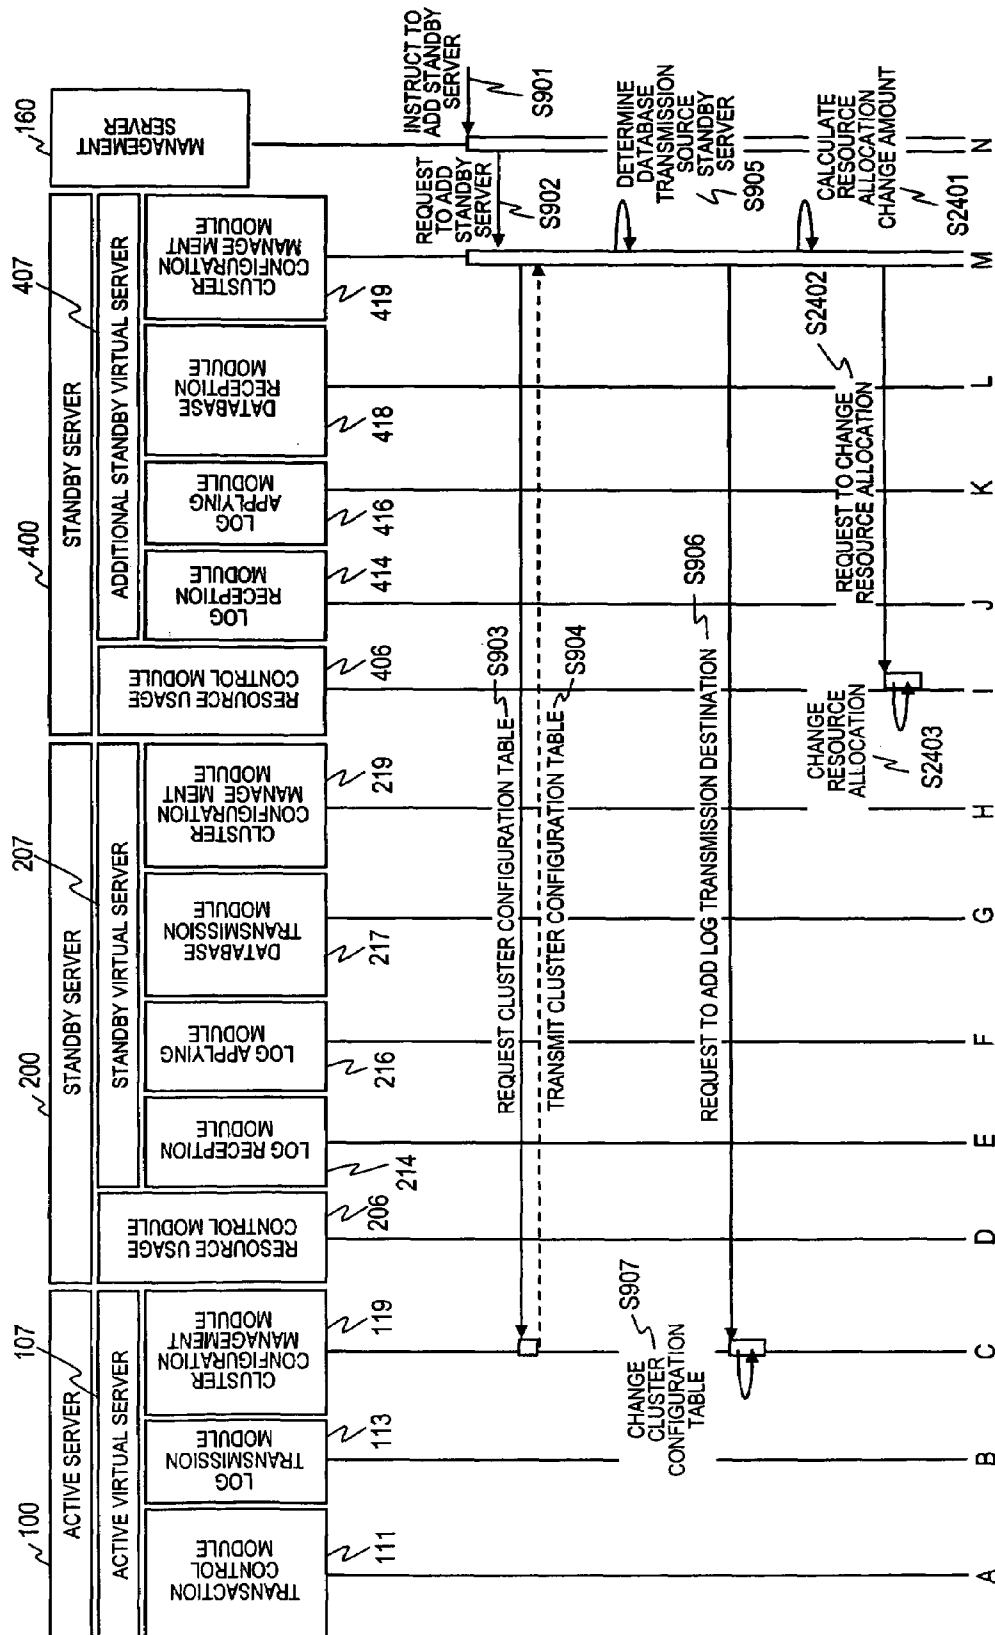 100
ACTIVE SERVER
107
ACTIVE VIRTUAL SERVER
TRANSACTION
CONTROL
MODULE
111
LOG
TRANSMISSION
MODULE
113
CLUSTER
CONFIGURATION
MANAGEMENT
MODULE
119
200
STANDBY SERVER
RESOURCE USAGE
CONTROL MODULE
206
207
STANDBY VIRTUAL SERVER
LOG RECEPTION
MODULE
214
LOG APPLYING
MODULE
216
DATABASE
TRANSMISSION
MODULE
217
CLUSTER
CONFIGURATION
MANAGE MENT
MODULE
219
400
STANDBY SERVER
RESOURCE USAGE
CONTROL MODULE
406
407
ADDITIONAL STANDBY VIRTUAL SERVER
LOG
RECEPTION
MODULE
414
LOG
APPLYING
MODULE
416
DATABASE
RECEPTION
MODULE
418
CLUSTER
CONFIGURATION
MANAGE MENT
MODULE
419
160
MANAGEMENT
SERVER
INSTRUCT TO
ADD STANDBY
SERVER
S901
REQUEST
TO ADD
STANDBY
SERVER
S902
REQUEST CLUSTER CONFIGURATION TABLE
S903
TRANSMIT CLUSTER CONFIGURATION TABLE
S904
DETERMINE
DATABASE
TRANSMISSION
SOURCE
STANDBY
SERVER
S905
REQUEST TO ADD LOG TRANSMISSION DESTINATION
S906
CHANGE
CLUSTER
CONFIGURATION
TABLE
S907
CALCULATE
RESOURCE
ALLOCATION
CHANGE AMOUNT
S2401
REQUEST TO CHANGE
RESOURCE ALLOCATION
S2402
CHANGE
RESOURCE
ALLOCATION
S2403
A
B
C
D
E
F
G
H
I
J
K
L
M
N